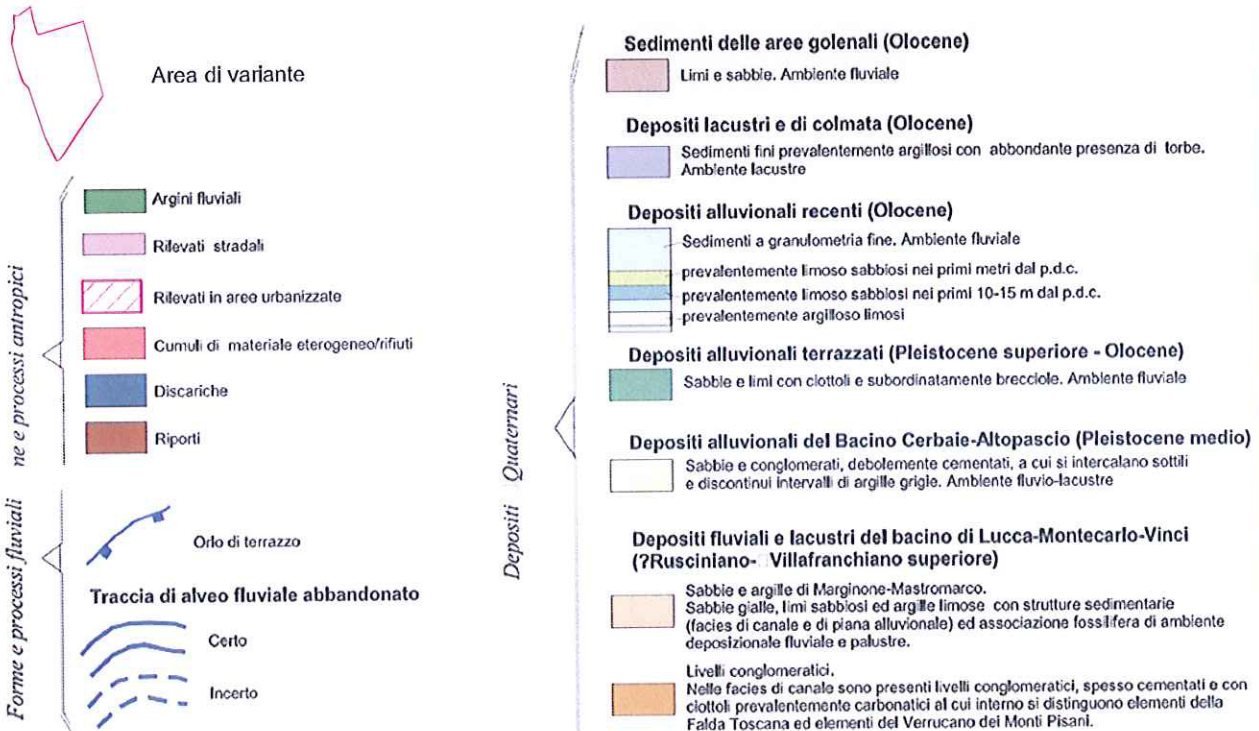 Area di variante
ne e processi antropici
Argini fluviali
Rilevati stradali
Rilevati in aree urbanizzate
Cumuli di materiale eterogeneo/rifiuti
Discariche
Riporti
Forme e processi fluviali
Orlo di terrazzo
Traccia di alveo fluviale abbandonato
Certo
Incerto
Depositi Quaternari
Sedimenti delle aree golenali (Olocene)
Limi e sabbie. Ambiente fluviale
Depositi lacustri e di colmata (Olocene)
Sedimenti fini prevalentemente argillosi con abbondante presenza di torbe.
Ambiente lacustre
Depositi alluvionali recenti (Olocene)
Sedimenti a granulometria fine. Ambiente fluviale
prevalentemente limoso sabbiosi nei primi metri dal p.d.c.
prevalentemente limoso sabbiosi nei primi 10-15 m dal p.d.c.
prevalentemente argilloso limosi
Depositi alluvionali terrazzati (Pleistocene superiore - Olocene)
Sabbie e limi con ciottoli e subordinatamente brecciole. Ambiente fluviale
Depositi alluvionali del Bacino Cerbaie-Altopascio (Pleistocene medio)
Sabbie e conglomerati, debolemente cementati, a cui si intercalano sottili
e discontinui intervalli di argille grigie. Ambiente fluvio-lacustre
Depositi fluviali e lacustri del bacino di Lucca-Montecarlo-Vinci
(?Rusciniano- Villafranchiano superiore)
Sabbie e argille di Marginone-Mastromarco.
Sabbie gialle, limi sabbiosi ed argille limose con strutture sedimentarie
(facies di canale e di piana alluvionale) ed associazione fossilifera di ambiente
deposizionale fluviale e palustre.
Livelli conglomeratici.
Nelle facies di canale sono presenti livelli conglomeratici, spesso cementati e con
ciottoli prevalentemente carbonatici al cui interno si distinguono elementi della
Falda Toscana ed elementi del Verrucano dei Monti Pisani.